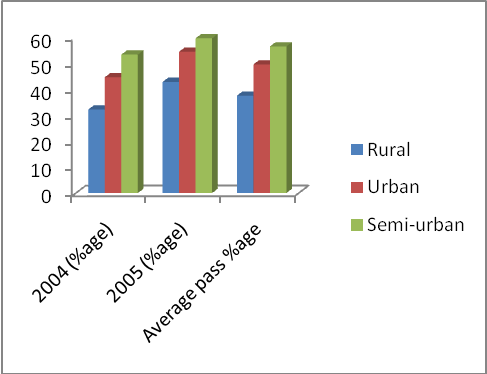 60
50
40
30
20
10
0
2004 (%age)
2005 (%age)
Average pass %age
Rural
Urban
Semi-urban